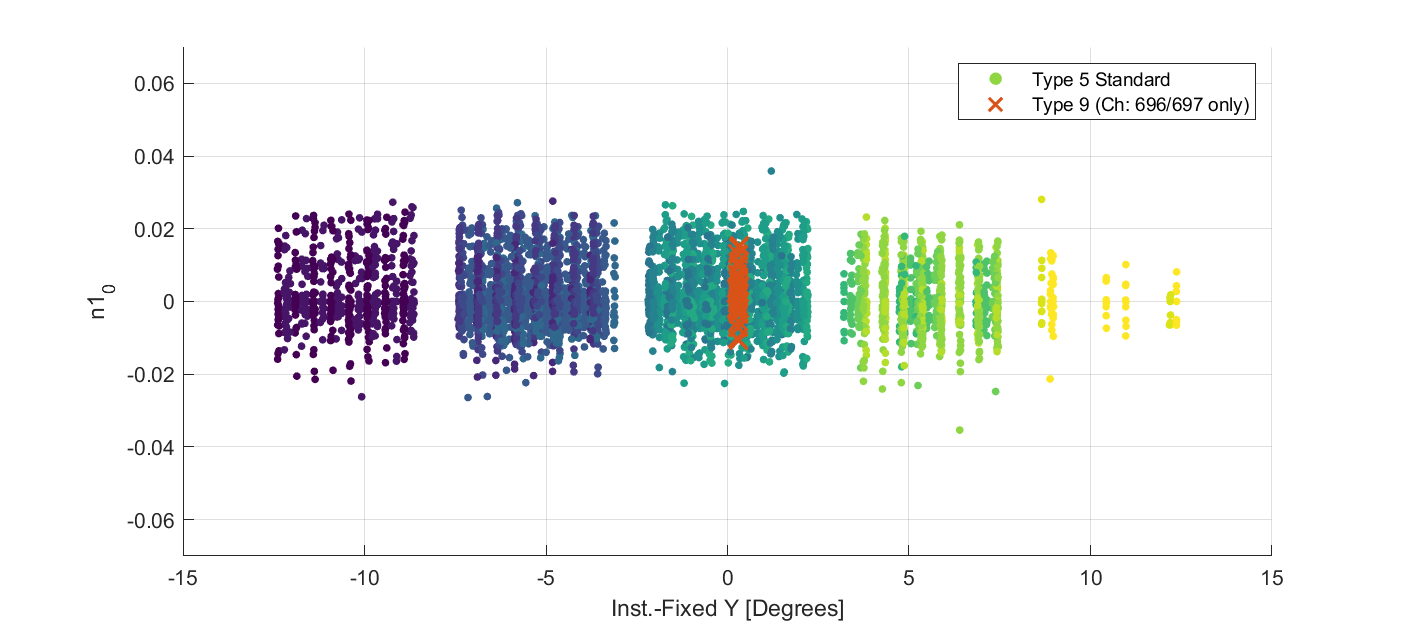 Type 5 Standard
Type 9 (Ch: 696/697 only)
0.06
0.04
0.02
0
-0.02
-0.04
-0.06
n1₀
-15 -10 -5 0 5 10 15
Inst.-Fixed Y [Degrees]